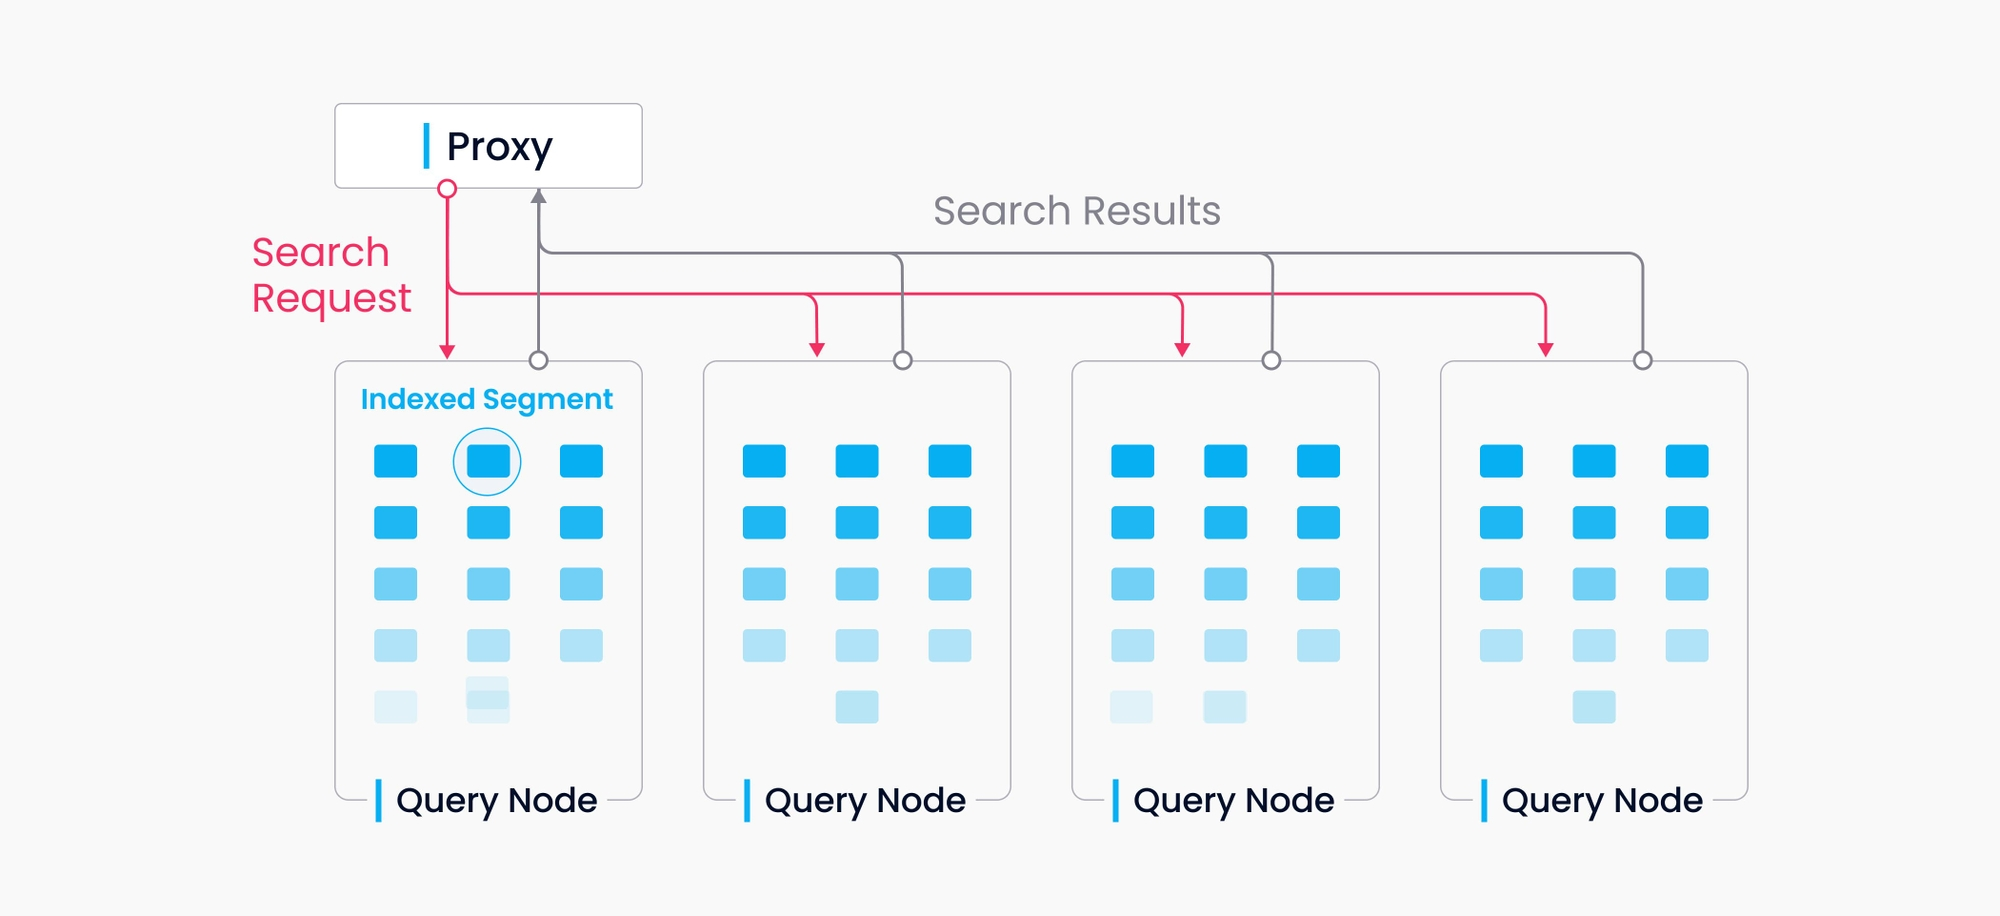 Proxy
Search Results
Search
Request
Indexed Segment
Query Node
Query Node
Query Node
Query Node